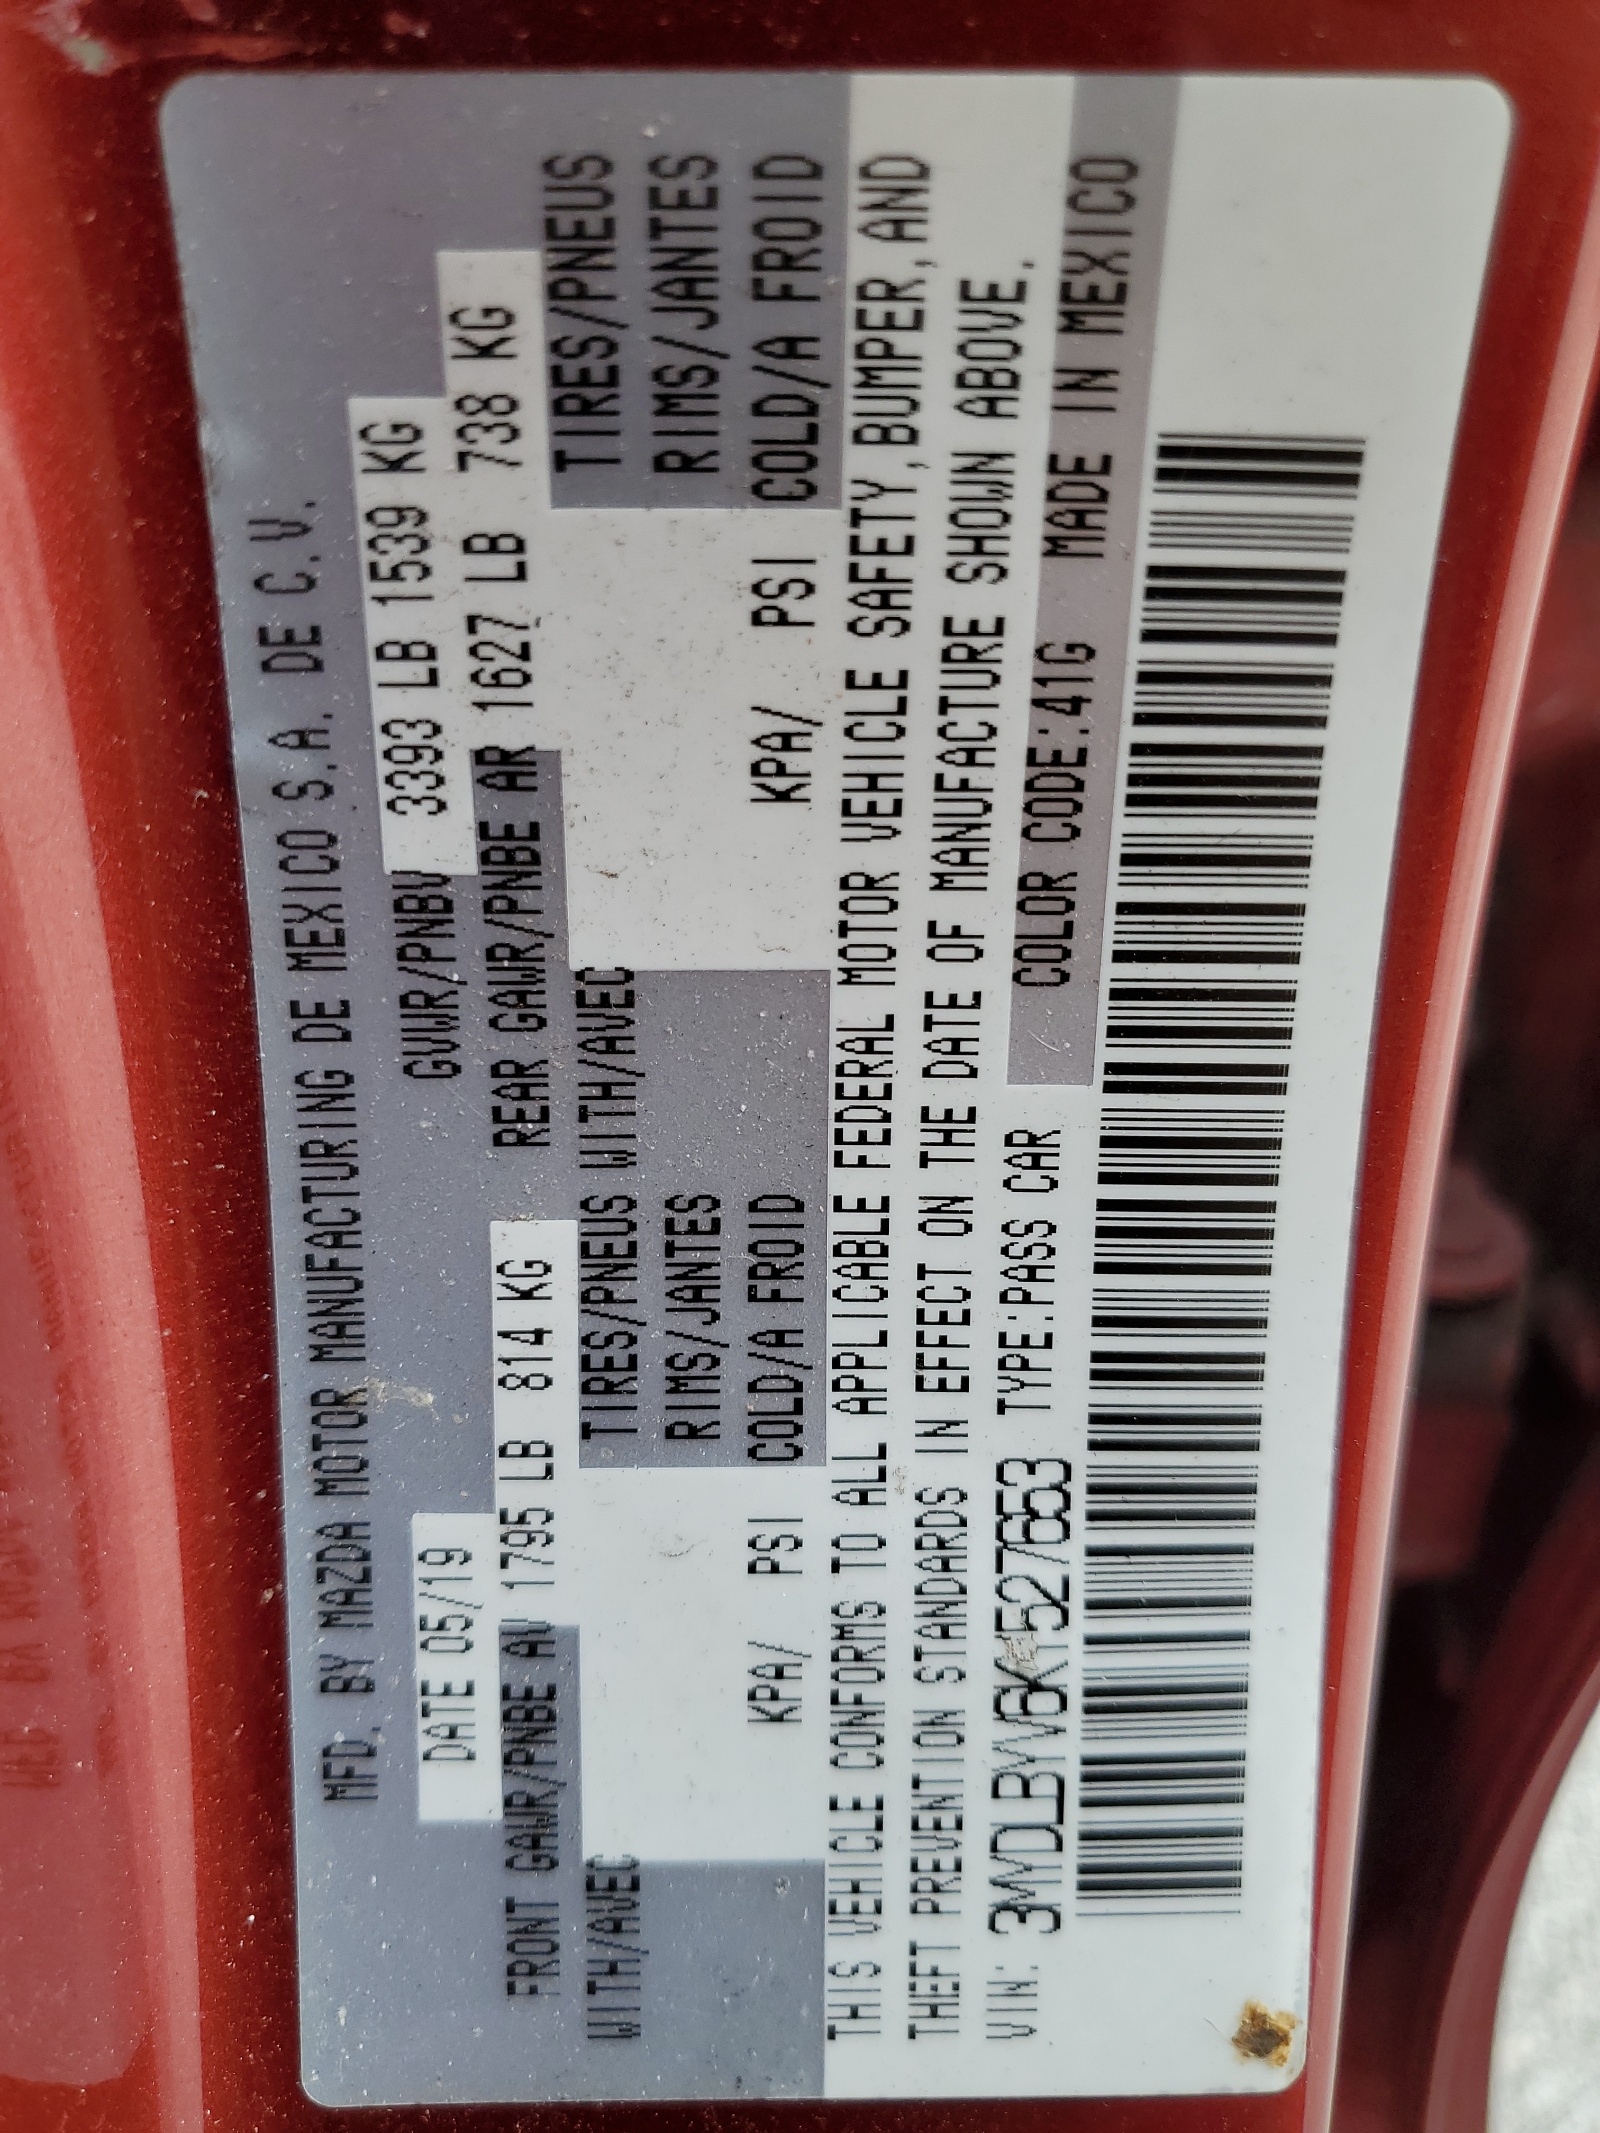 MFD. BY MAZDA MOTOR MANUFACTURING DE MEXICO S.A. DE C.V.
DATE 05/19 GVWR/PNBV 3393 LB 1539 KG
FRONT GAWR/PNBE AV 1795 LB 814 KG REAR GAWR/PNBE AR 1627 LB 738 KG
WITH/AVEC TIRES/PNEUS WITH/AVEC TIRES/PNEUS
RIMS/JANTES RIMS/JANTES
KPA/ PSI COLD/A FROID KPA/ PSI COLD/A FROID
THIS VEHICLE CONFORMS TO ALL APPLICABLE FEDERAL MOTOR VEHICLE SAFETY, BUMPER, AND
THEFT PREVENTION STANDARDS IN EFFECT ON THE DATE OF MANUFACTURE SHOWN ABOVE.
VIN: 3MYDLBYV6KY527653 TYPE:PASS CAR COLOR CODE:41G MADE IN MEXICO